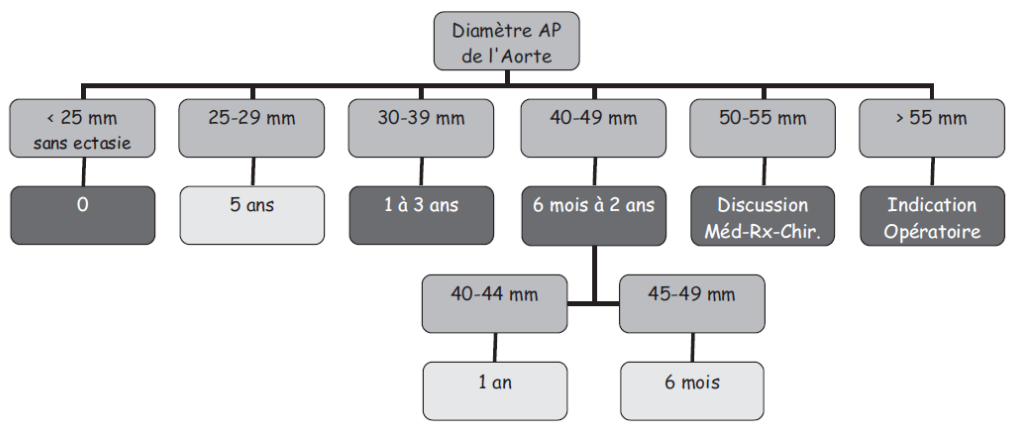 Diamètre AP
de l'Aorte
< 25 mm
sans ectasie
25-29 mm
30-39 mm
40-49 mm
50-55 mm
> 55 mm
0
5 ans
1 à 3 ans
6 mois à 2 ans
Discussion
Méd-Rx-Chir.
Indication
Opératoire
40-44 mm
45-49 mm
1 an
6 mois